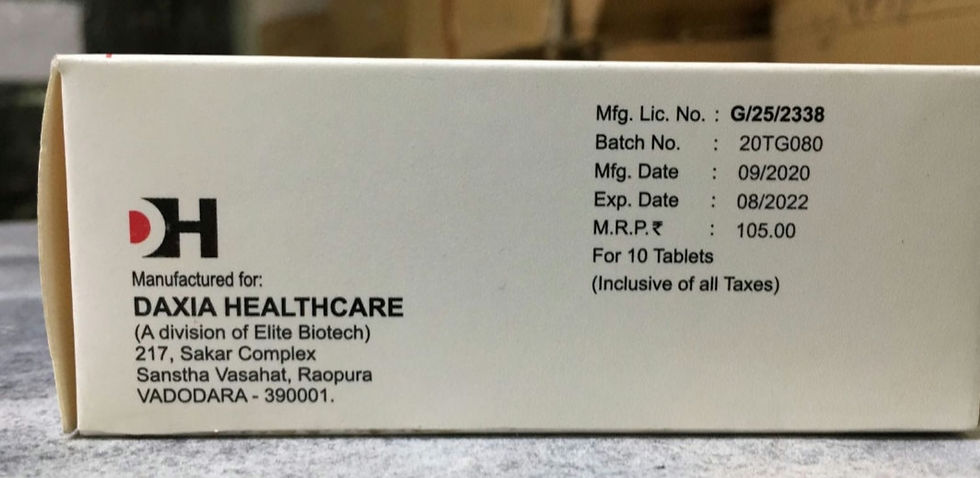 DH
Manufactured for:
DAXIA HEALTHCARE
(A division of Elite Biotech)
217, Sakar Complex
Sanstha Vasahat, Raopura
VADODARA - 390001.
Mfg. Lic. No. : G/25/2338
Batch No. : 20TG080
Mfg. Date : 09/2020
Exp. Date : 08/2022
M.R.P.₹ : 105.00
For 10 Tablets
(Inclusive of all Taxes)